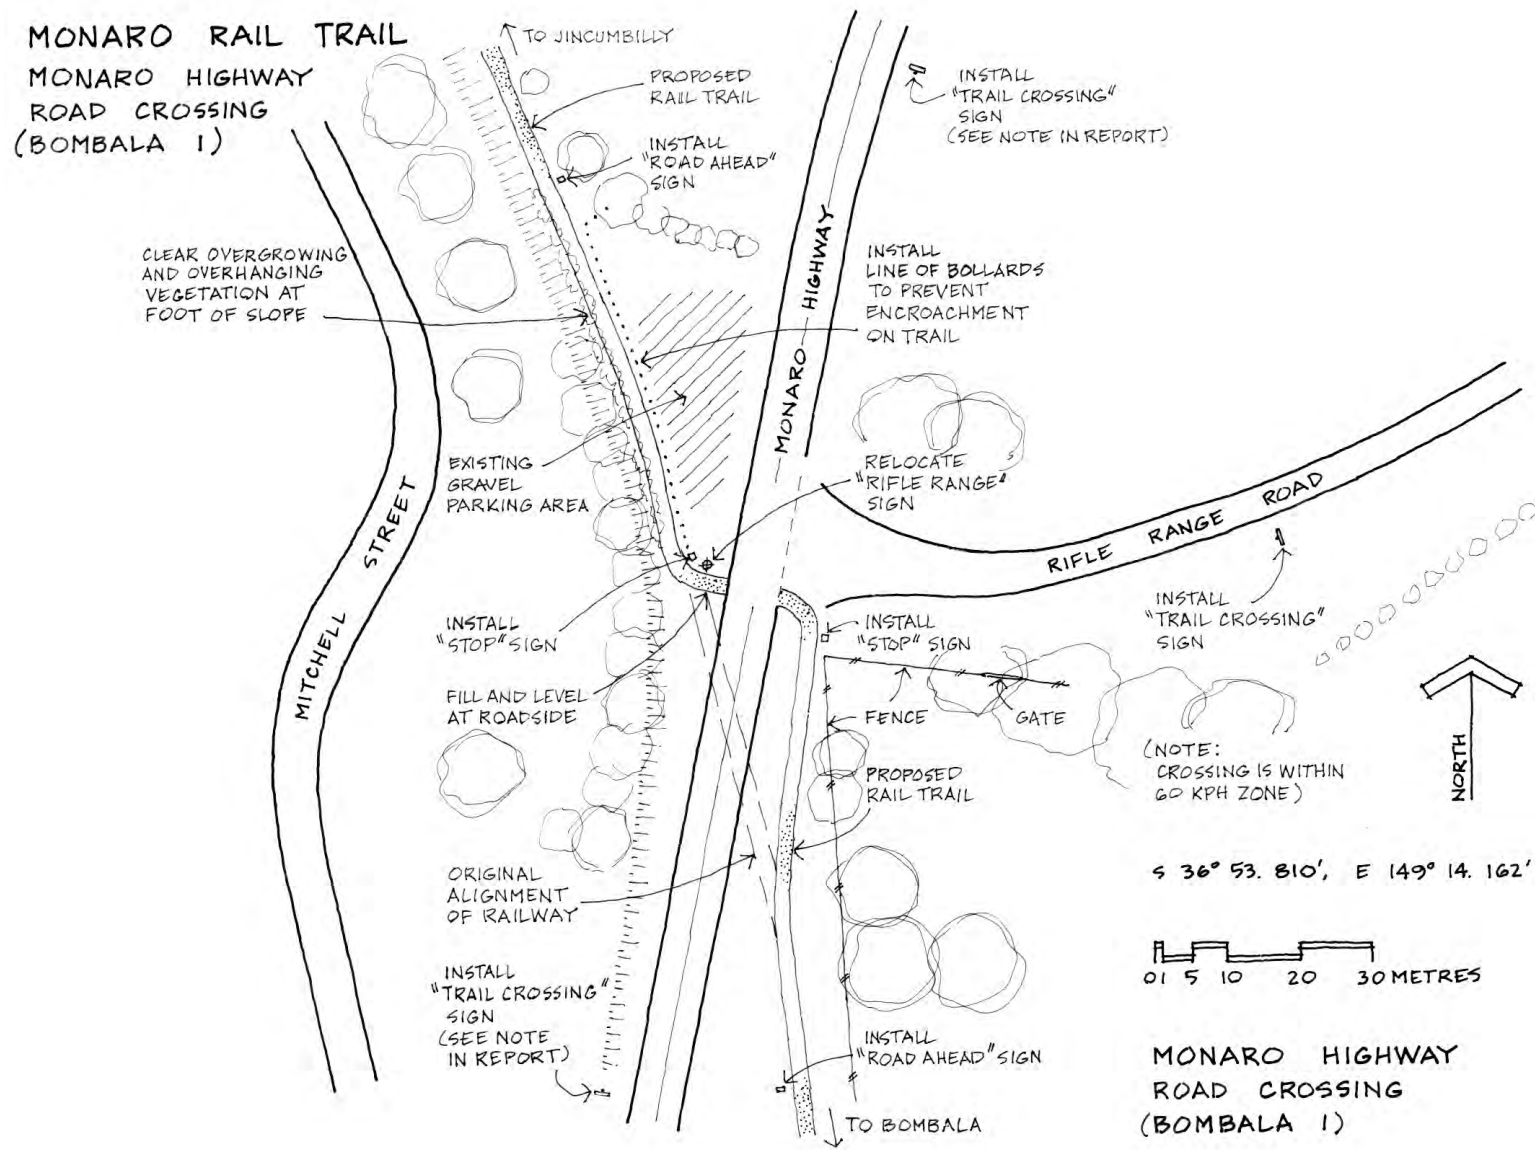 MONARO RAIL TRAIL
MONARO HIGHWAY
ROAD CROSSING
(BOMBALA 1)
TO JINCUMBILLY
PROPOSED
RAIL TRAIL
INSTALL
"ROAD AHEAD"
SIGN
INSTALL
"TRAIL CROSSING"
SIGN
(SEE NOTE IN REPORT)
CLEAR OVERGROWING
AND OVERHANGING
VEGETATION AT
FOOT OF SLOPE
MONARO HIGHWAY
INSTALL
LINE OF BOLLARDS
TO PREVENT
ENCROACHMENT
ON TRAIL
EXISTING
GRAVEL
PARKING AREA
RELOCATE
"RIFLE RANGE"
SIGN
RIFLE RANGE ROAD
MITCHELL STREET
INSTALL
"STOP" SIGN
INSTALL
"STOP" SIGN
INSTALL
"TRAIL CROSSING"
SIGN
FILL AND LEVEL
AT ROADSIDE
FENCE
GATE
(NOTE:
CROSSING IS WITHIN
60 KPH ZONE)
NORTH
PROPOSED
RAIL TRAIL
ORIGINAL
ALIGNMENT
OF RAILWAY
S 36° 53. 810', E 149° 14. 162'
01 5 10 20 30 METRES
INSTALL
"TRAIL CROSSING"
SIGN
(SEE NOTE
IN REPORT)
INSTALL
"ROAD AHEAD" SIGN
TO BOMBALA
MONARO HIGHWAY
ROAD CROSSING
(BOMBALA 1)